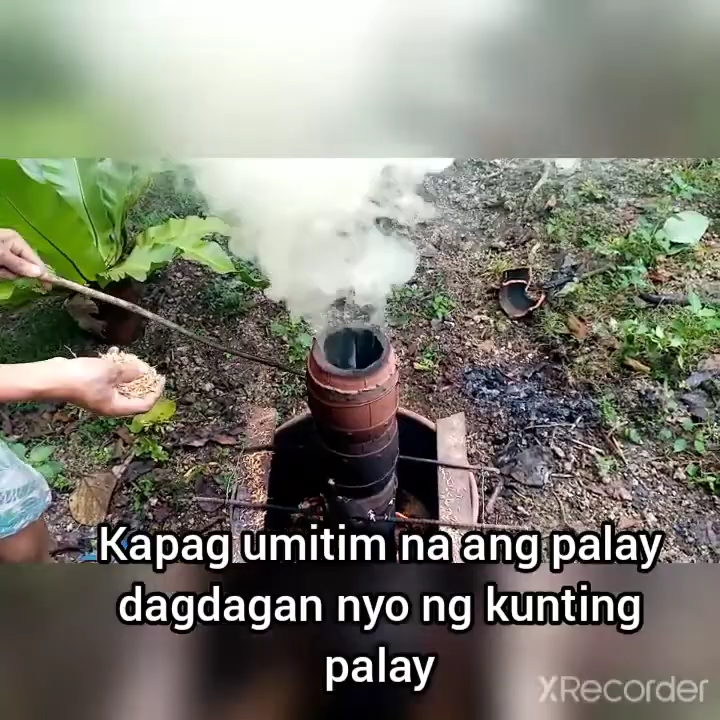 Kapag umitim na ang palay
dagdagan nyo ng kunting
palay
XRecorder